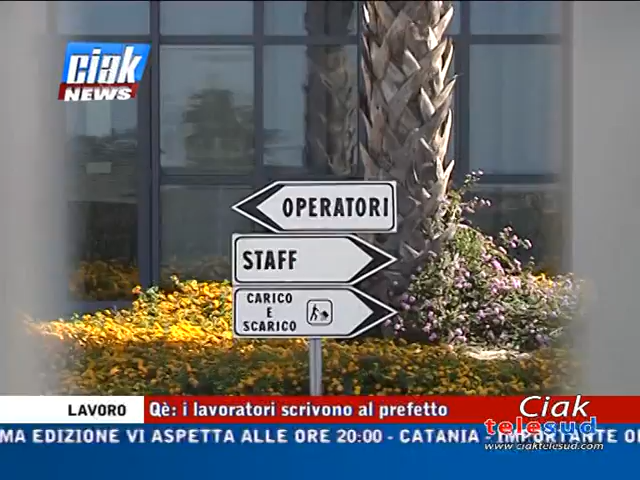 ciak
NEWS
OPERATORI
STAFF
CARICO
E
SCARICO
LAVORO
Qè: i lavoratori scrivono al prefetto
Ciak
telesud
www.ciaktelesud.com
MA EDIZIONE VI ASPETTA ALLE ORE 20:00 - CATANIA - IMPORTANTE